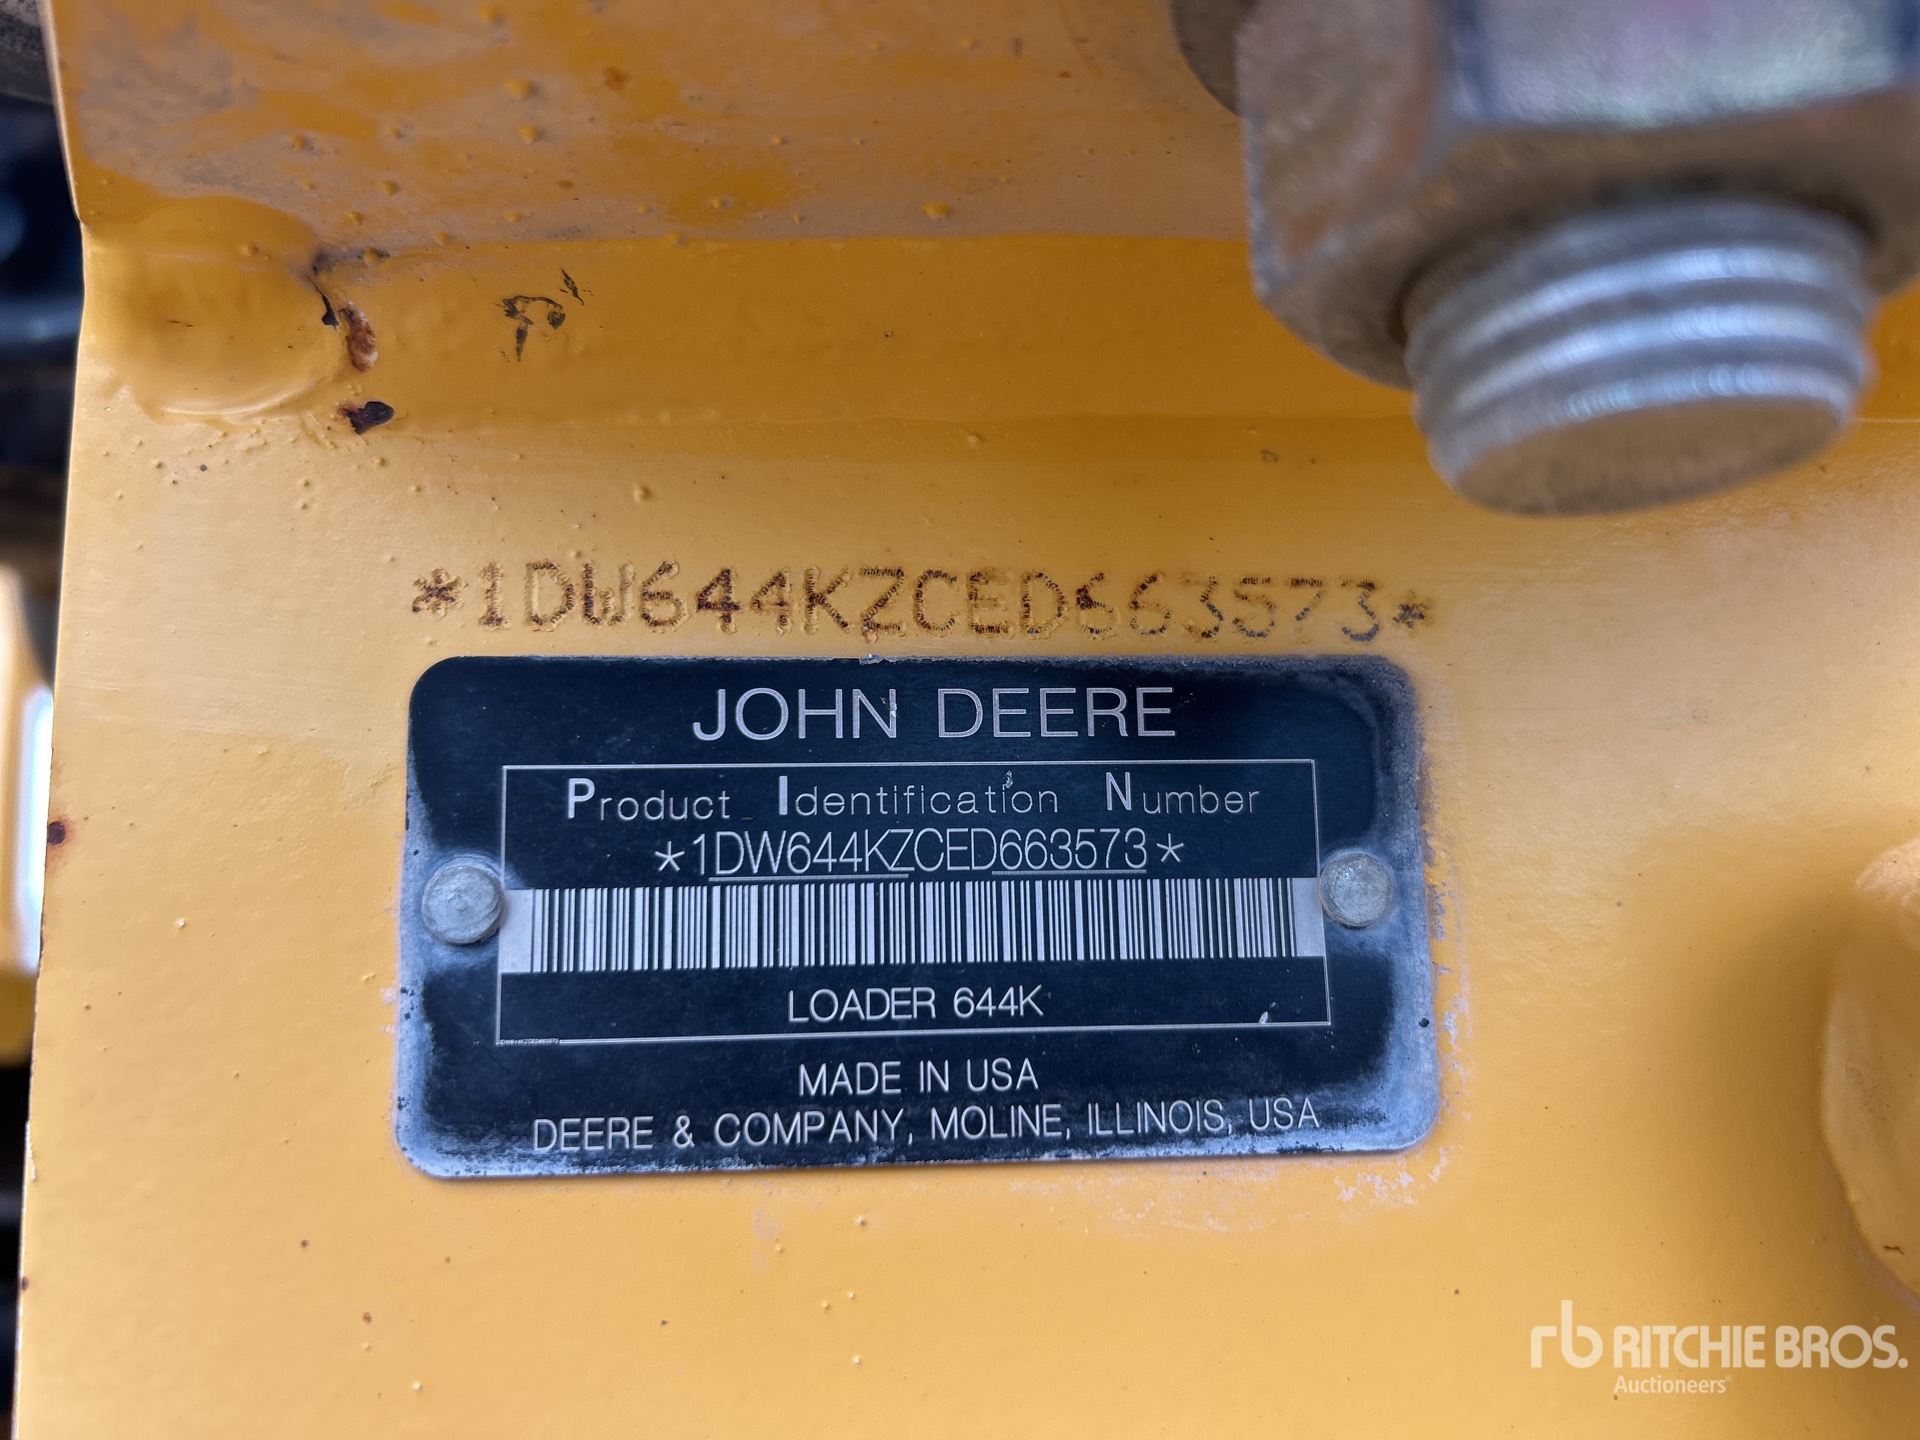 *1DW644KZCED663573*
JOHN DEERE
Product Identification Number
*1DW644KZCED663573*
LOADER 644K
MADE IN USA
DEERE & COMPANY, MOLINE, ILLINOIS, USA
rb RITCHIE BROS.
Auctioneers